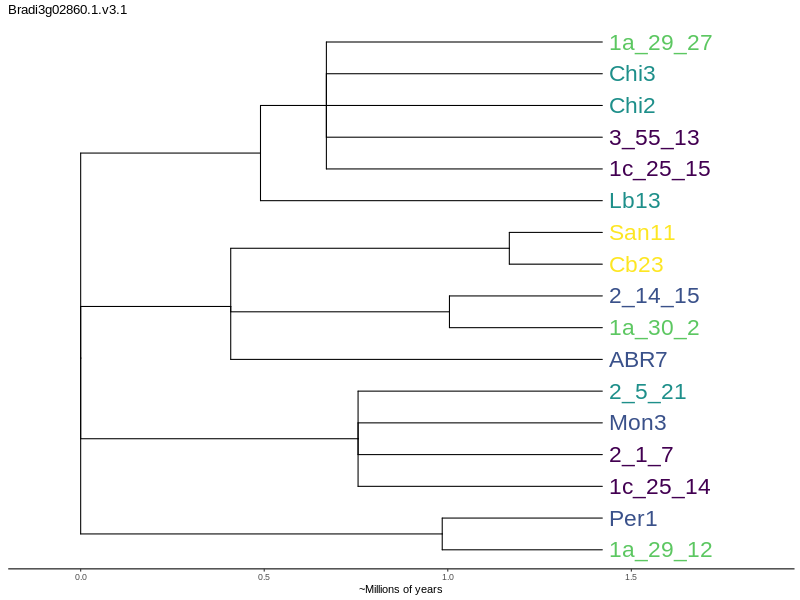 Bradi3g02860.1.v3.1
1a_29_27
Chi3
Chi2
3_55_13
1c_25_15
Lb13
San11
Cb23
2_14_15
1a_30_2
ABR7
2_5_21
Mon3
2_1_7
1c_25_14
Per1
1a_29_12
0.0 0.5 1.0 1.5
~Millions of years